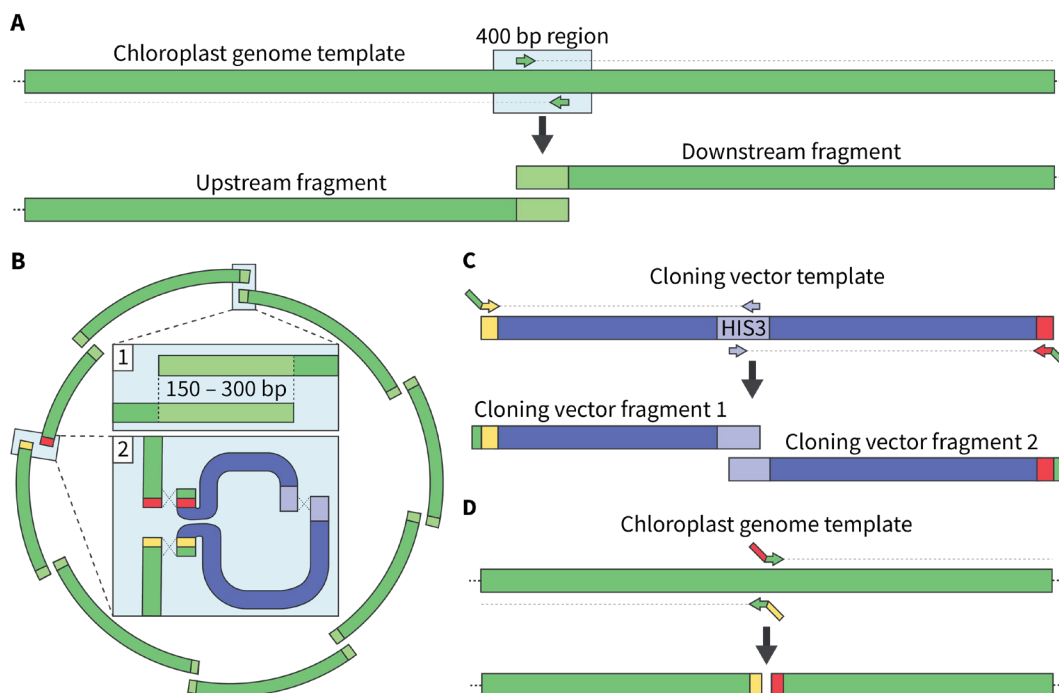 A
400 bp region
Chloroplast genome template
Downstream fragment
Upstream fragment
B
1
150 – 300 bp
2
C
Cloning vector template
HIS3
Cloning vector fragment 1
Cloning vector fragment 2
D
Chloroplast genome template